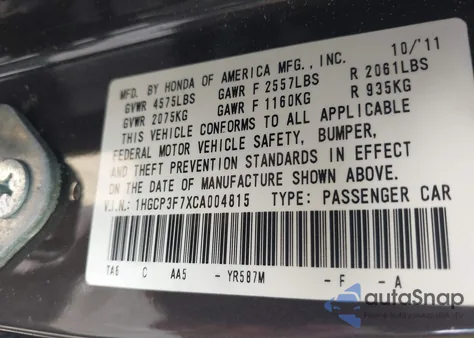 MFD. BY HONDA OF AMERICA MFG., INC. 10/'11
GVWR 4575LBS GAWR F 2557LBS R 2061LBS
GVWR 2075KG GAWR F 1160KG R 935KG
THIS VEHICLE CONFORMS TO ALL APPLICABLE
FEDERAL MOTOR VEHICLE SAFETY, BUMPER,
AND THEFT PREVENTION STANDARDS IN EFFECT
ON THE DATE OF MANUFACTURE SHOWN ABOVE.
V.I.N.: 1HGCP3F7XCA004815 TYPE: PASSENGER CAR
TA6 C AA5 - YR587M - F - A
autoSnap